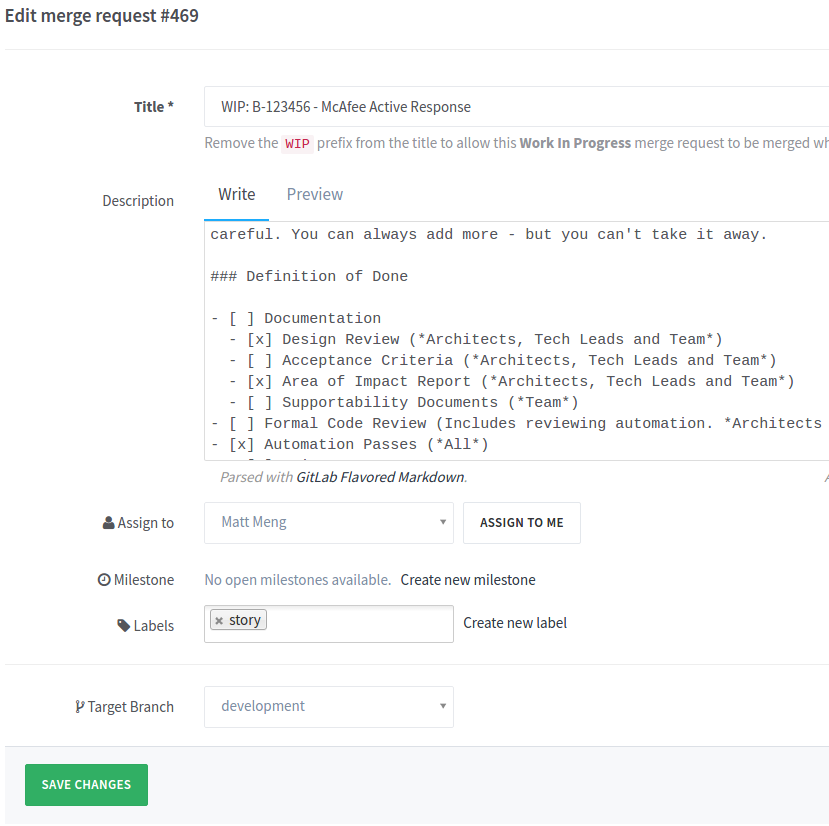 Edit merge request #469
Title * WIP: B-123456 - McAfee Active Response
Remove the WIP prefix from the title to allow this Work In Progress merge request to be merged
Description Write Preview
careful. You can always add more - but you can't take it away.
### Definition of Done
- [ ] Documentation
- [x] Design Review (*Architects, Tech Leads and Team*)
- [ ] Acceptance Criteria (*Architects, Tech Leads and Team*)
- [x] Area of Impact Report (*Architects, Tech Leads and Team*)
- [ ] Supportability Documents (*Team*)
- [ ] Formal Code Review (Includes reviewing automation. *Architects
- [x] Automation Passes (*All*)
Parsed with GitLab Flavored Markdown.
Assign to Matt Meng ASSIGN TO ME
Milestone No open milestones available. Create new milestone
Labels × story Create new label
Target Branch development
SAVE CHANGES